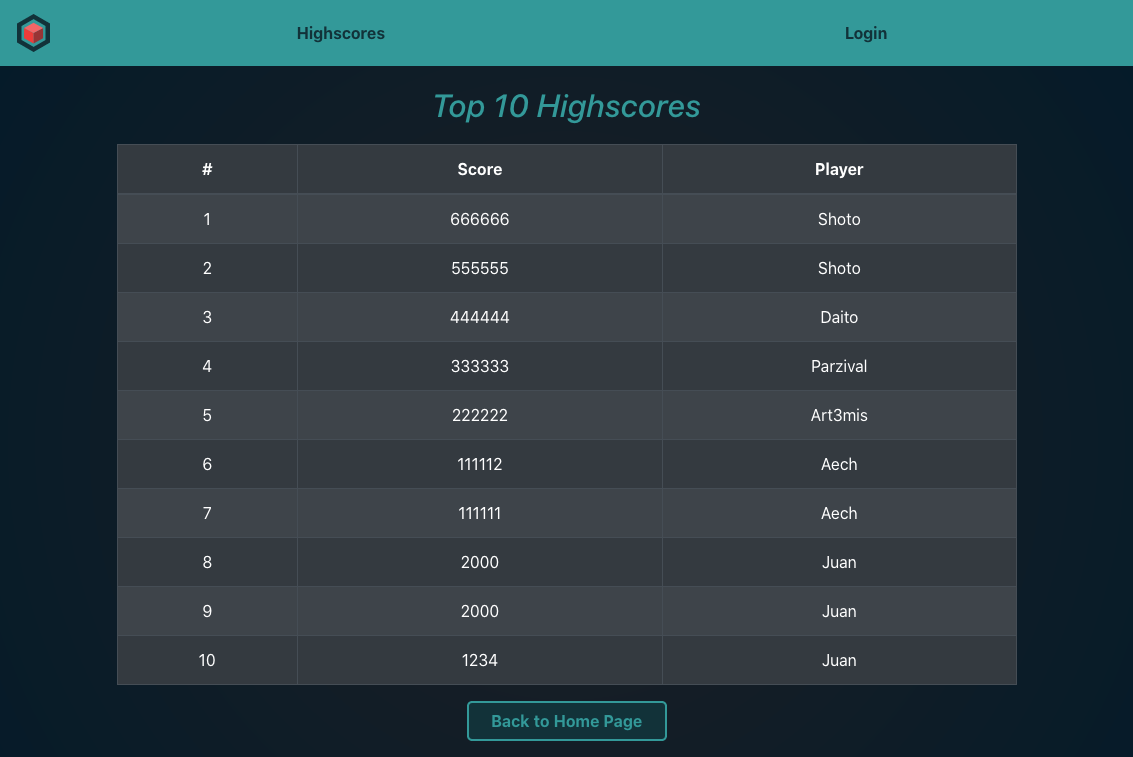 Highscores Login
Top 10 Highscores
# Score Player
1 666666 Shoto
2 555555 Shoto
3 444444 Daito
4 333333 Parzival
5 222222 Art3mis
6 111112 Aech
7 111111 Aech
8 2000 Juan
9 2000 Juan
10 1234 Juan
Back to Home Page